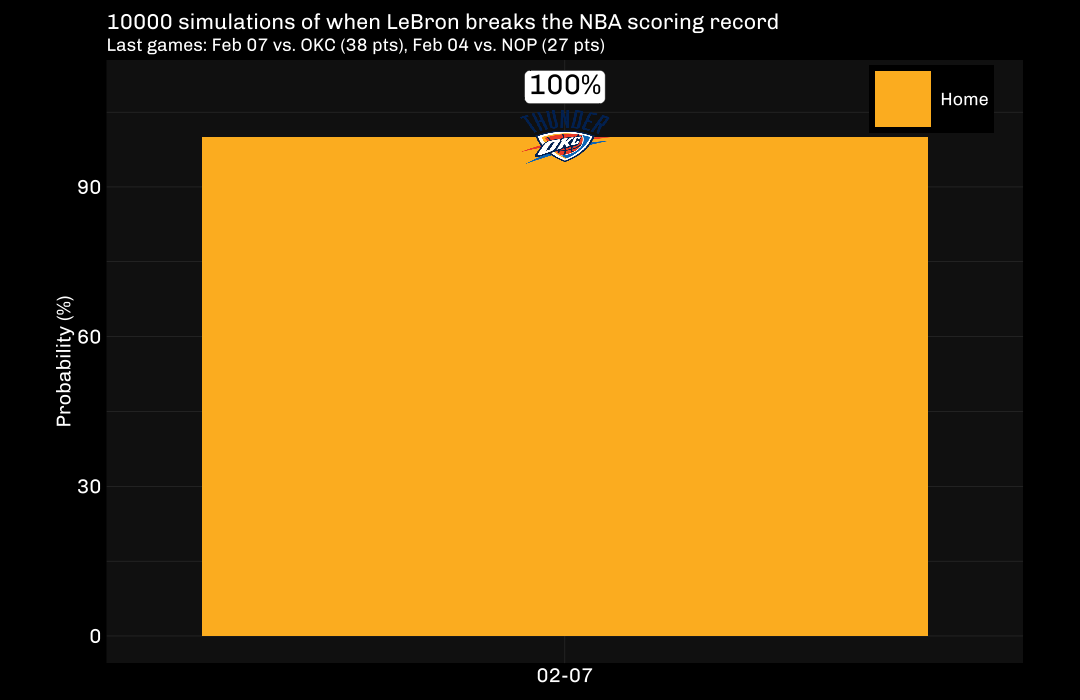 10000 simulations of when LeBron breaks the NBA scoring record
Last games: Feb 07 vs. OKC (38 pts), Feb 04 vs. NOP (27 pts)
100%
Home
THUNDER
OKC
90
60
30
0
Probability (%)
02-07